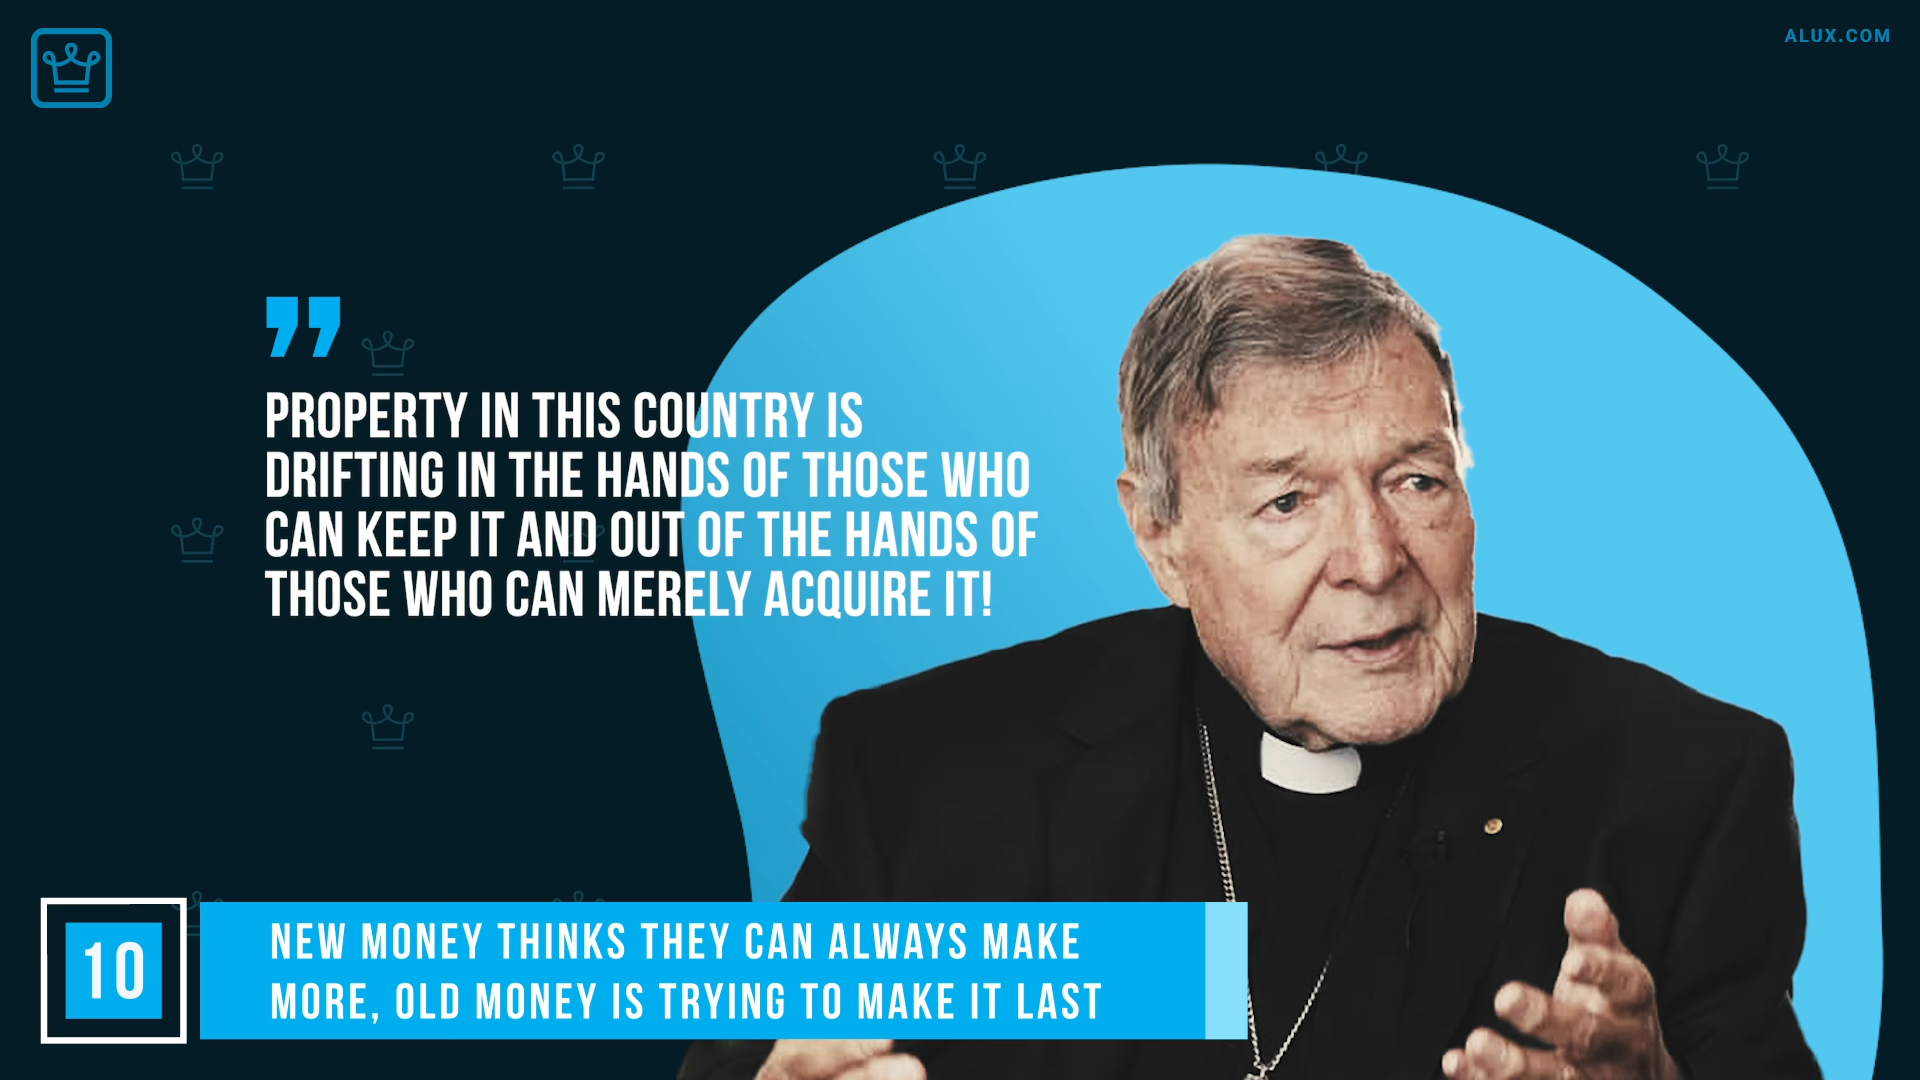 ALUX.COM
”
PROPERTY IN THIS COUNTRY IS
DRIFTING IN THE HANDS OF THOSE WHO
CAN KEEP IT AND OUT OF THE HANDS OF
THOSE WHO CAN MERELY ACQUIRE IT!
10
NEW MONEY THINKS THEY CAN ALWAYS MAKE
MORE, OLD MONEY IS TRYING TO MAKE IT LAST